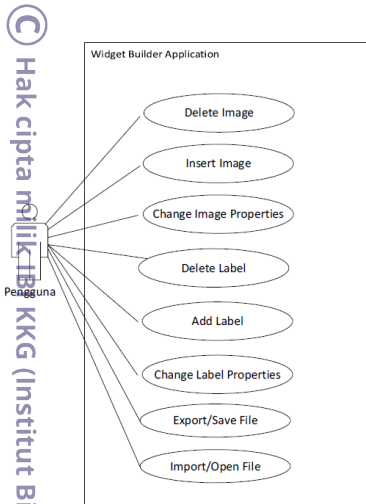 © Hak cipta milik IBI KKG (Institut Bi
Widget Builder Application
Delete Image
Insert Image
Change Image Properties
Delete Label
Pengguna
Add Label
Change Label Properties
Export/Save File
Import/Open File